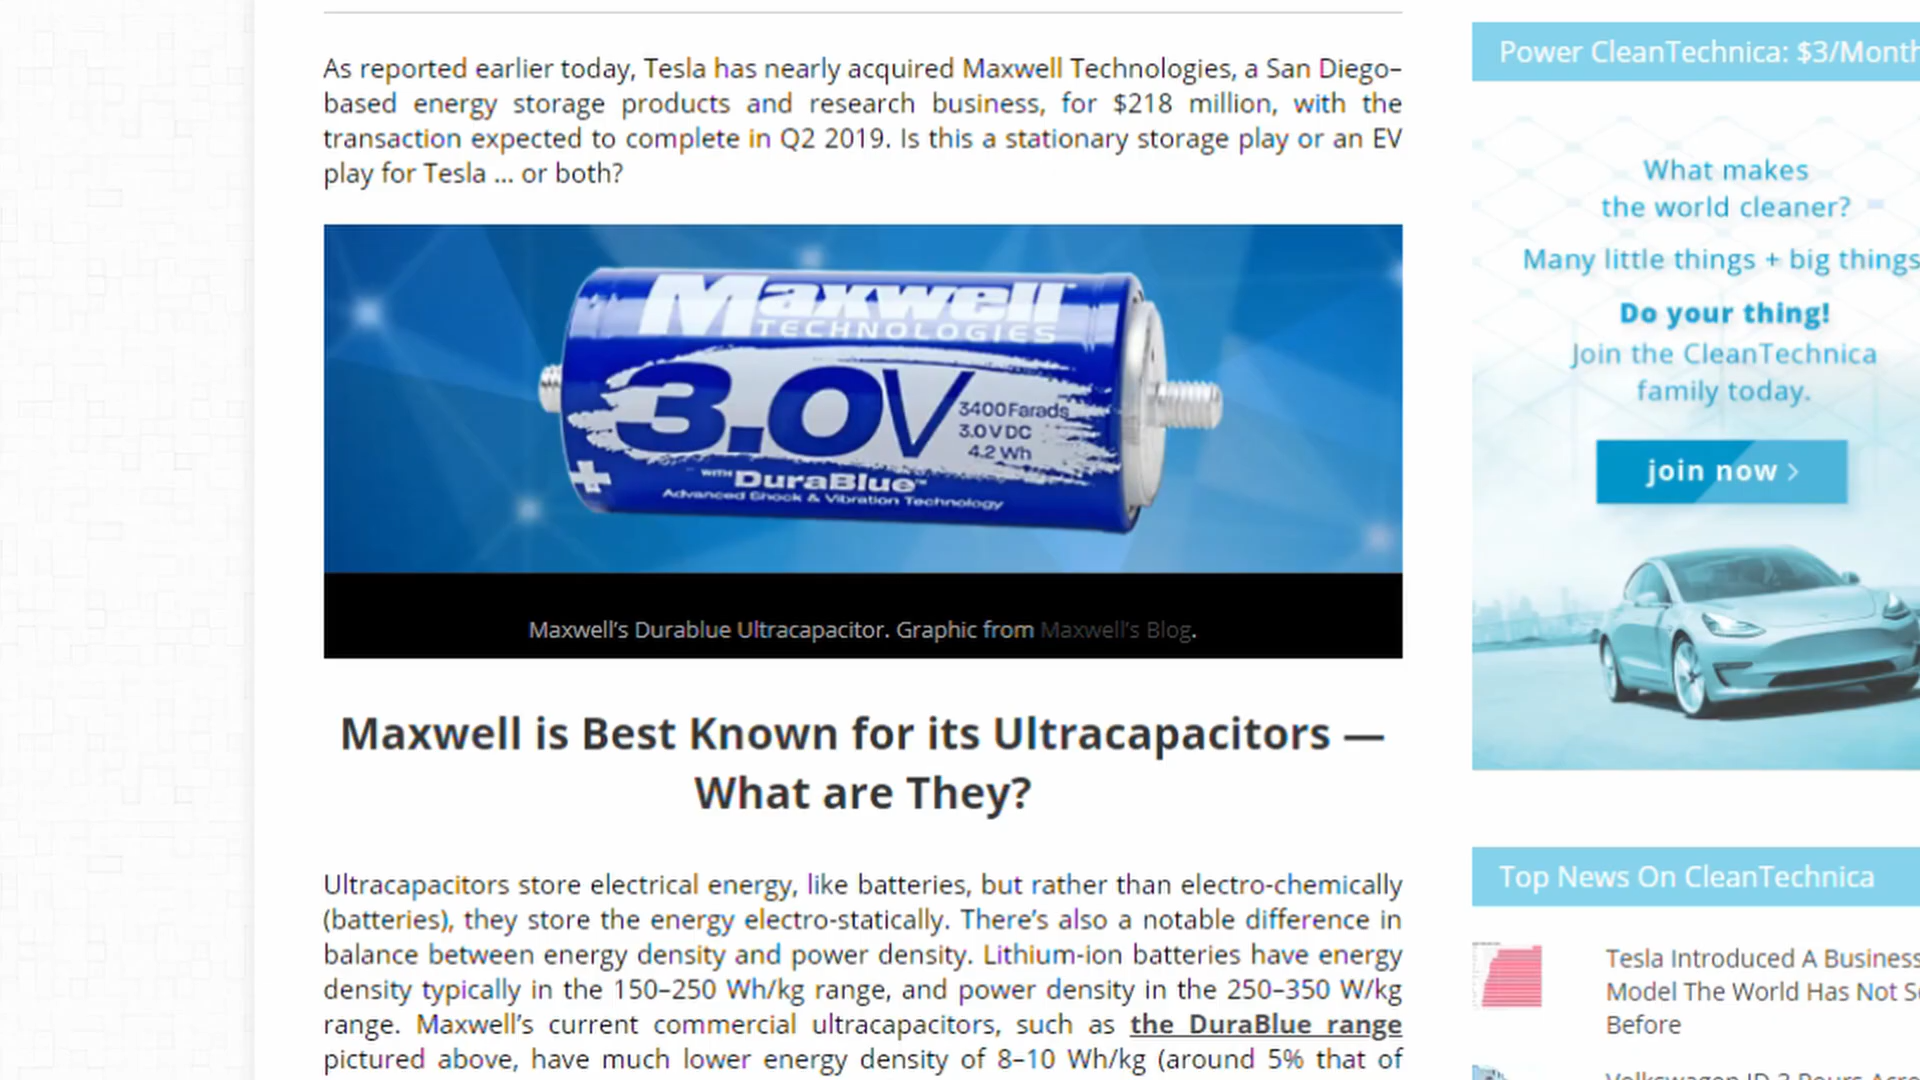 As reported earlier today, Tesla has nearly acquired Maxwell Technologies, a San Diego–
based energy storage products and research business, for $218 million, with the
transaction expected to complete in Q2 2019. Is this a stationary storage play or an EV
play for Tesla ... or both?
Maxwell
TECHNOLOGIES
3.0V
3400 Farads
3.0 V DC
4.2 Wh
WITH DuraBlue™
Advanced Shock & Vibration Technology
Maxwell's Durablue Ultracapacitor. Graphic from Maxwell's Blog.
Maxwell is Best Known for its Ultracapacitors —
What are They?
Ultracapacitors store electrical energy, like batteries, but rather than electro-chemically
(batteries), they store the energy electro-statically. There's also a notable difference in
balance between energy density and power density. Lithium-ion batteries have energy
density typically in the 150–250 Wh/kg range, and power density in the 250–350 W/kg
range. Maxwell's current commercial ultracapacitors, such as the DuraBlue range
pictured above, have much lower energy density of 8–10 Wh/kg (around 5% that of
Power CleanTechnica: $3/Month
What makes
the world cleaner?
Many little things + big things
Do your thing!
Join the CleanTechnica
family today.
join now >
Top News On CleanTechnica
Tesla Introduced A Business
Model The World Has Not
Before